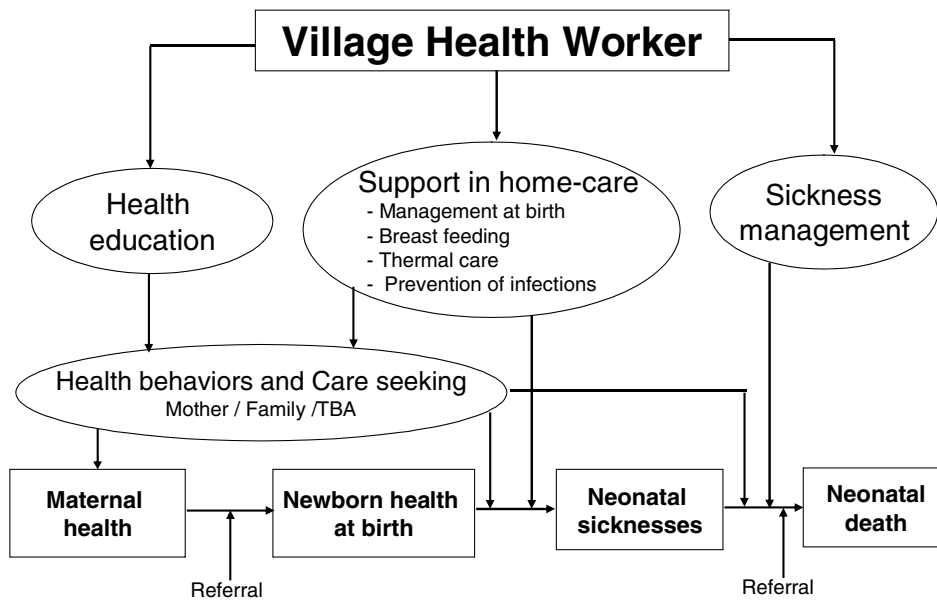 Village Health Worker
Health
education
Support in home-care
- Management at birth
- Breast feeding
- Thermal care
- Prevention of infections
Sickness
management
Health behaviors and Care seeking
Mother / Family /TBA
Maternal
health
Newborn health
at birth
Neonatal
sicknesses
Neonatal
death
Referral
Referral